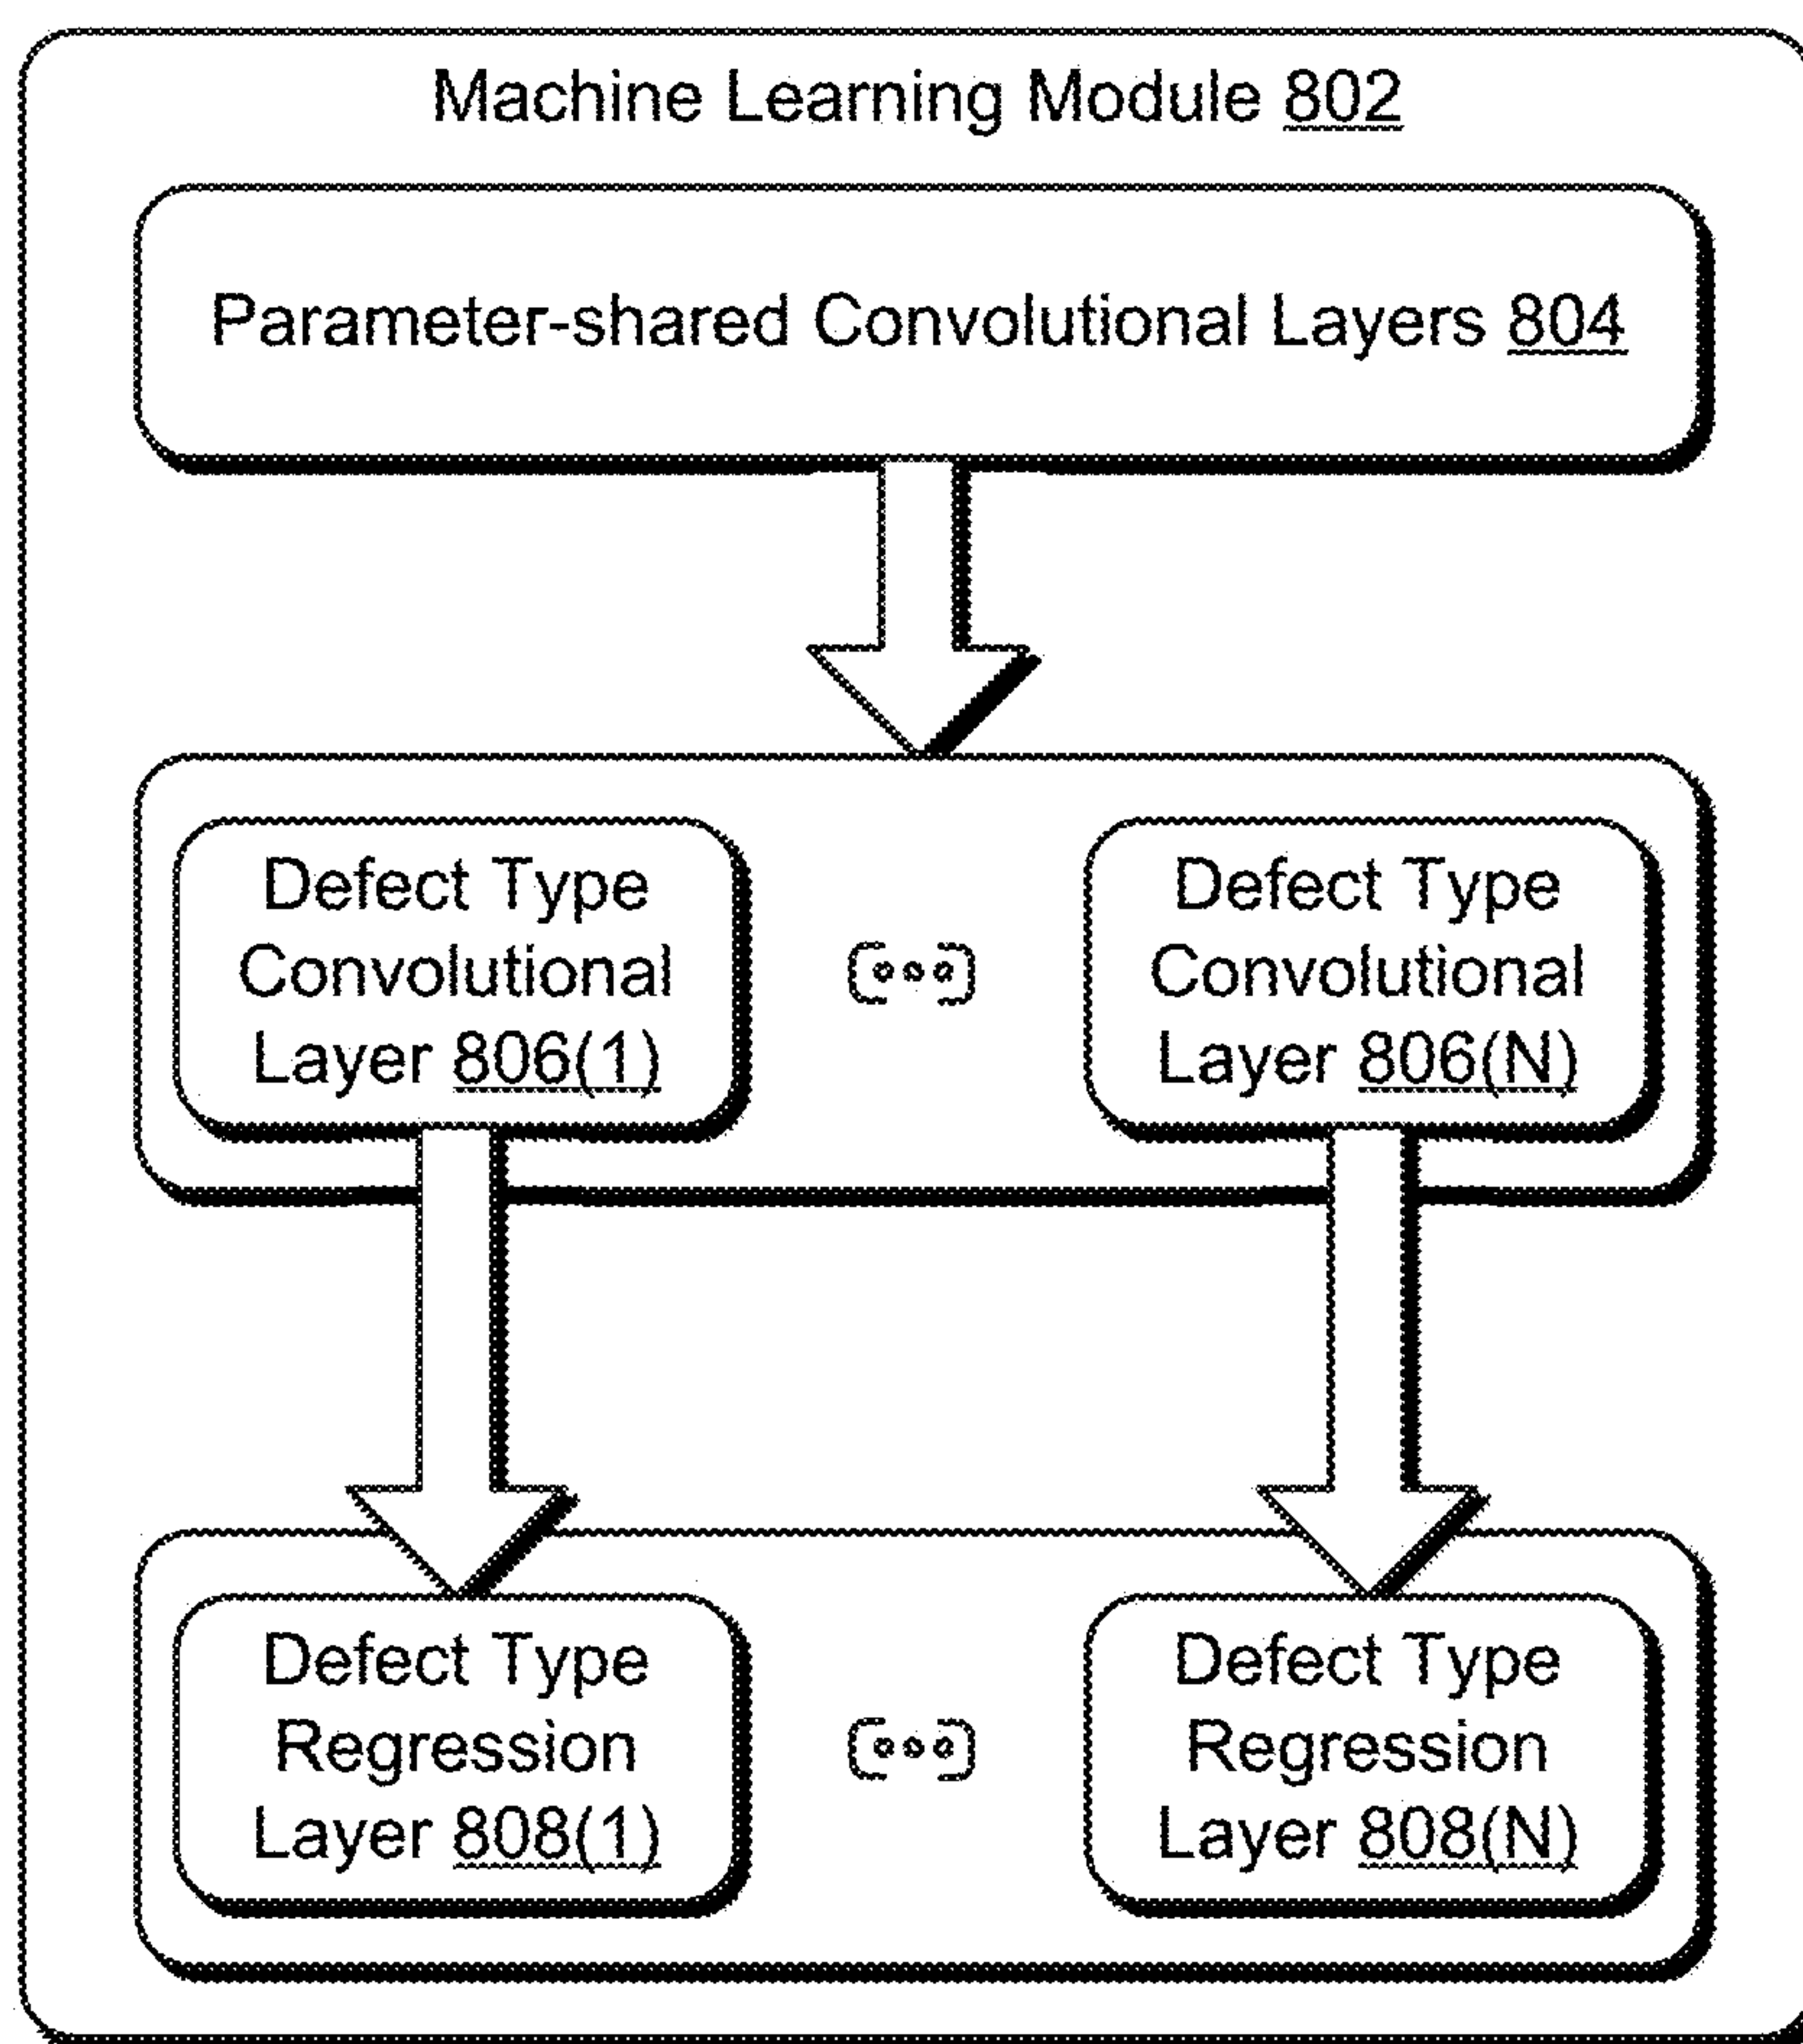 Machine Learning Module 802
Parameter-shared Convolutional Layers 804
Defect Type
Convolutional
Layer 806(1)
Defect Type
Convolutional
Layer 806(N)
Defect Type
Regression
Layer 808(1)
Defect Type
Regression
Layer 808(N)